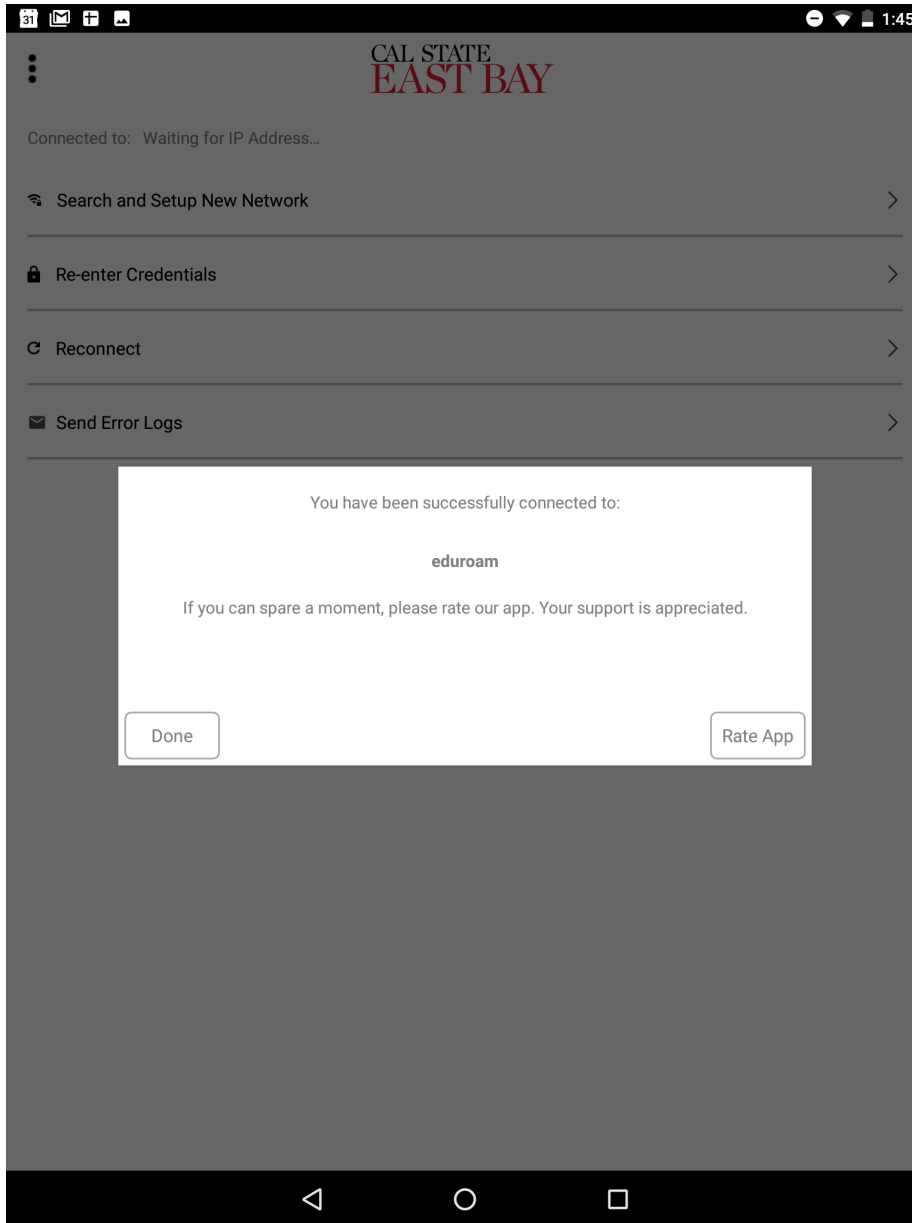 31 1:45
CAL STATE
EAST BAY
Connected to: Waiting for IP Address...
Search and Setup New Network
Re-enter Credentials
Reconnect
Send Error Logs
You have been successfully connected to:
eduroam
If you can spare a moment, please rate our app. Your support is appreciated.
Done Rate App